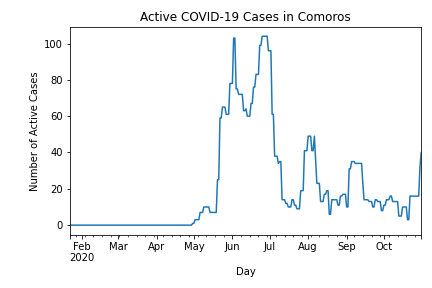 Active COVID-19 Cases in Comoros
Number of Active Cases
100
80
60
40
20
0
Feb Mar Apr May Jun Jul Aug Sep Oct
2020
Day